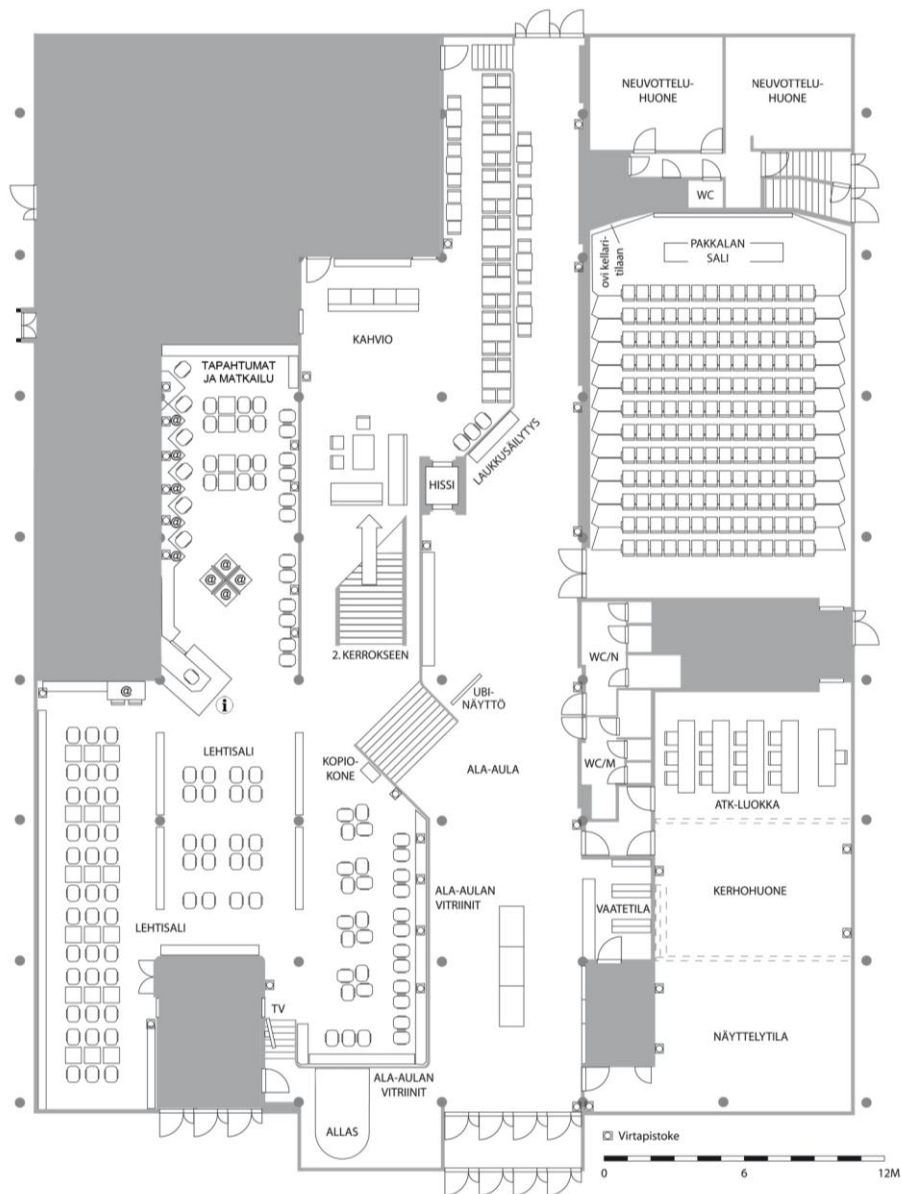 NEUVOTTELU-
HUONE
NEUVOTTELU-
HUONE
WC
ovi kellari-
tilaan
PAKKALAN
SALI
KAHVIO
TAPAHTUMAT
JA MATKAILU
@
@
@
@
@
LAUKKUSÄILYTYS
HISSI
@
@
@
@
2. KERROKSEEN
WC/N
@
i
UBI-
NÄYTTÖ
LEHTISALI
KOPIO-
KONE
ALA-AULA
WC/M
ATK-LUOKKA
ALA-AULAN
VITRIINIT
VAATETILA
KERHOHUONE
LEHTISALI
TV
NÄYTTELYTILA
ALA-AULAN
VITRIINIT
ALLAS
Virtapistoke
0 6 12M